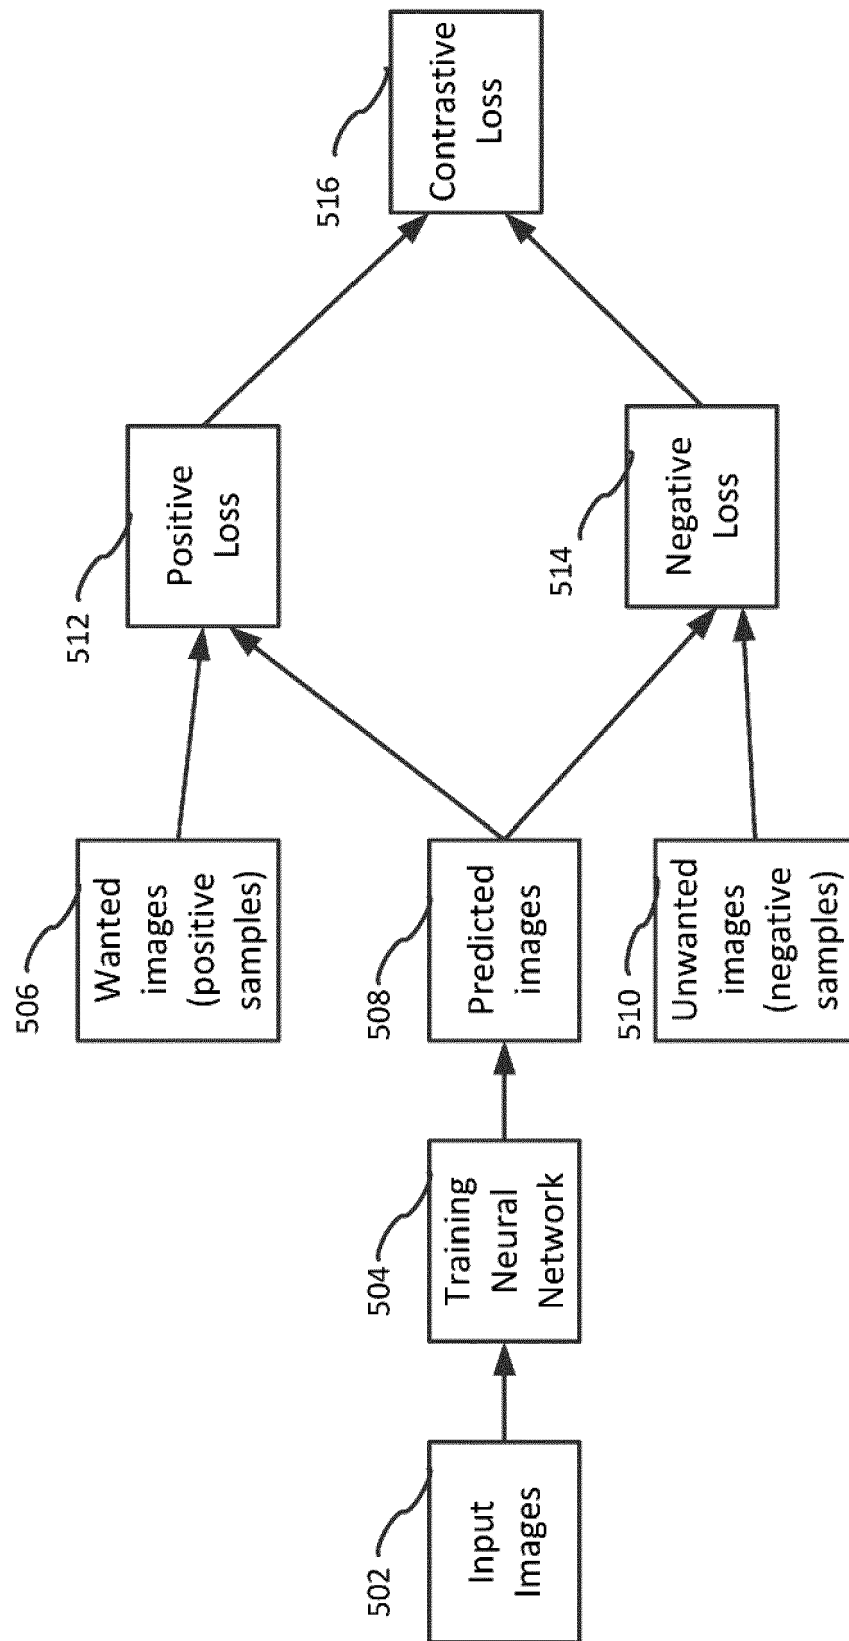 502
Input
Images
504
Training
Neural
Network
506
Wanted
images
(positive
samples)
508
Predicted
images
510
Unwanted
images
(negative
samples)
512
Positive
Loss
514
Negative
Loss
516
Contrastive
Loss